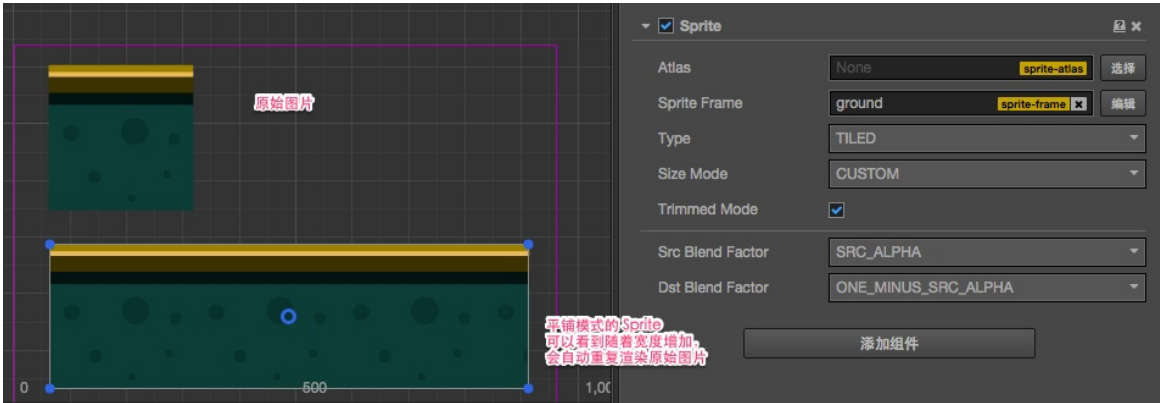 原始图片
平铺模式的 Sprite
可以看到随着宽度增加，
会自动重复渲染原始图片
0
500
1,00
Sprite
Atlas
None
sprite-atlas
选择
Sprite Frame
ground
sprite-frame
编辑
Type
TILED
Size Mode
CUSTOM
Trimmed Mode
Src Blend Factor
SRC_ALPHA
Dst Blend Factor
ONE_MINUS_SRC_ALPHA
添加组件